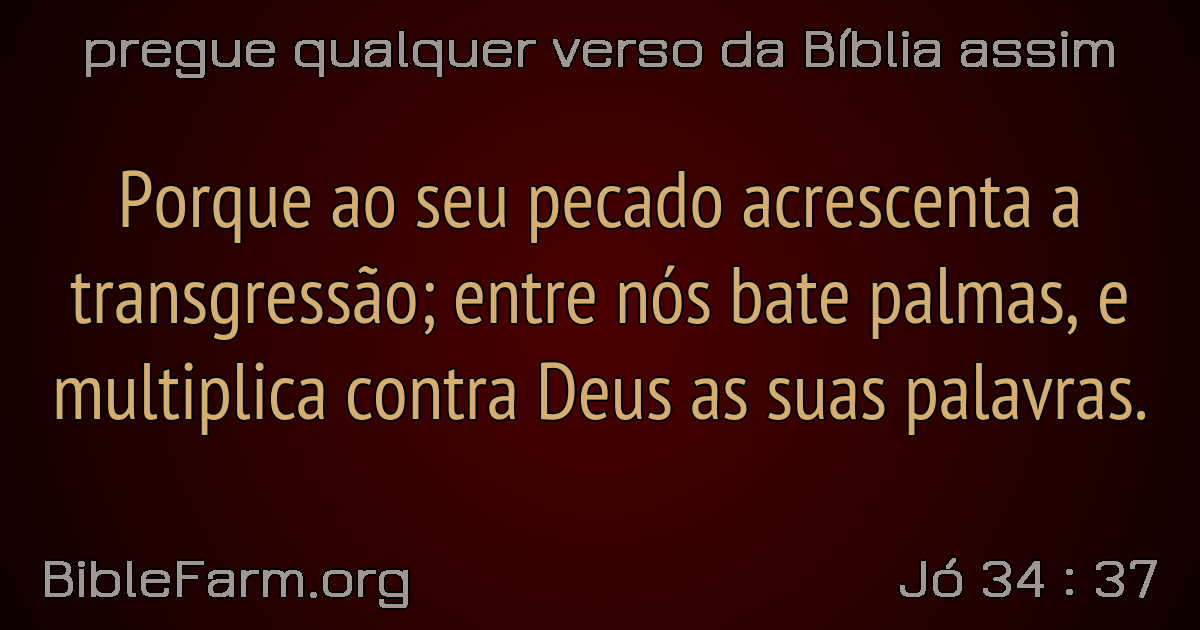 pregue qualquer verso da Bíblia assim
Porque ao seu pecado acrescenta a
transgressão; entre nós bate palmas, e
multiplica contra Deus as suas palavras.
BibleFarm.org
Jó 34 : 37